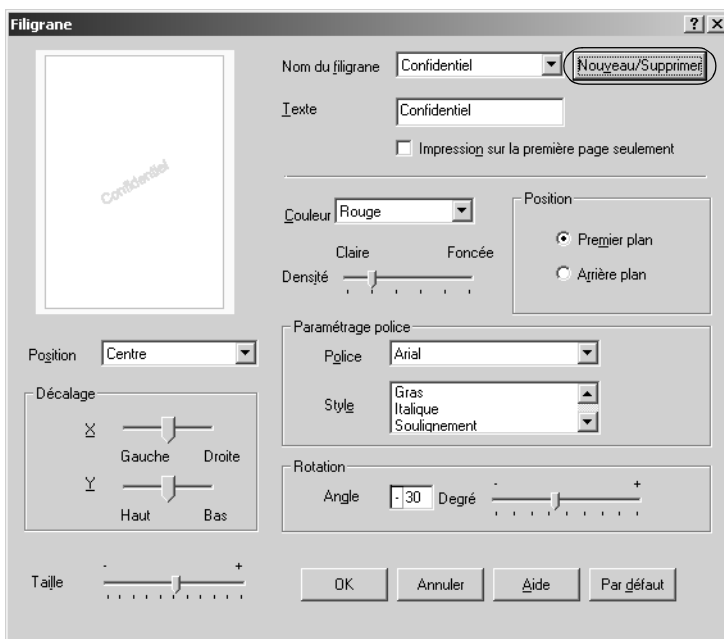 Filigrane
Confidentiel
Nom du filigrane Confidentiel Nouveau/Supprimer
Texte Confidentiel
Impression sur la première page seulement
Couleur Rouge
Claire Foncée
Densité
Position
Premier plan
Arrière plan
Position Centre
Décalage
X
Gauche Droite
Y
Haut Bas
Taille - +
Paramétrage police
Police Arial
Style Gras
Italique
Soulignement
Rotation
Angle - 30 Degré - +
OK Annuler Aide Par défaut